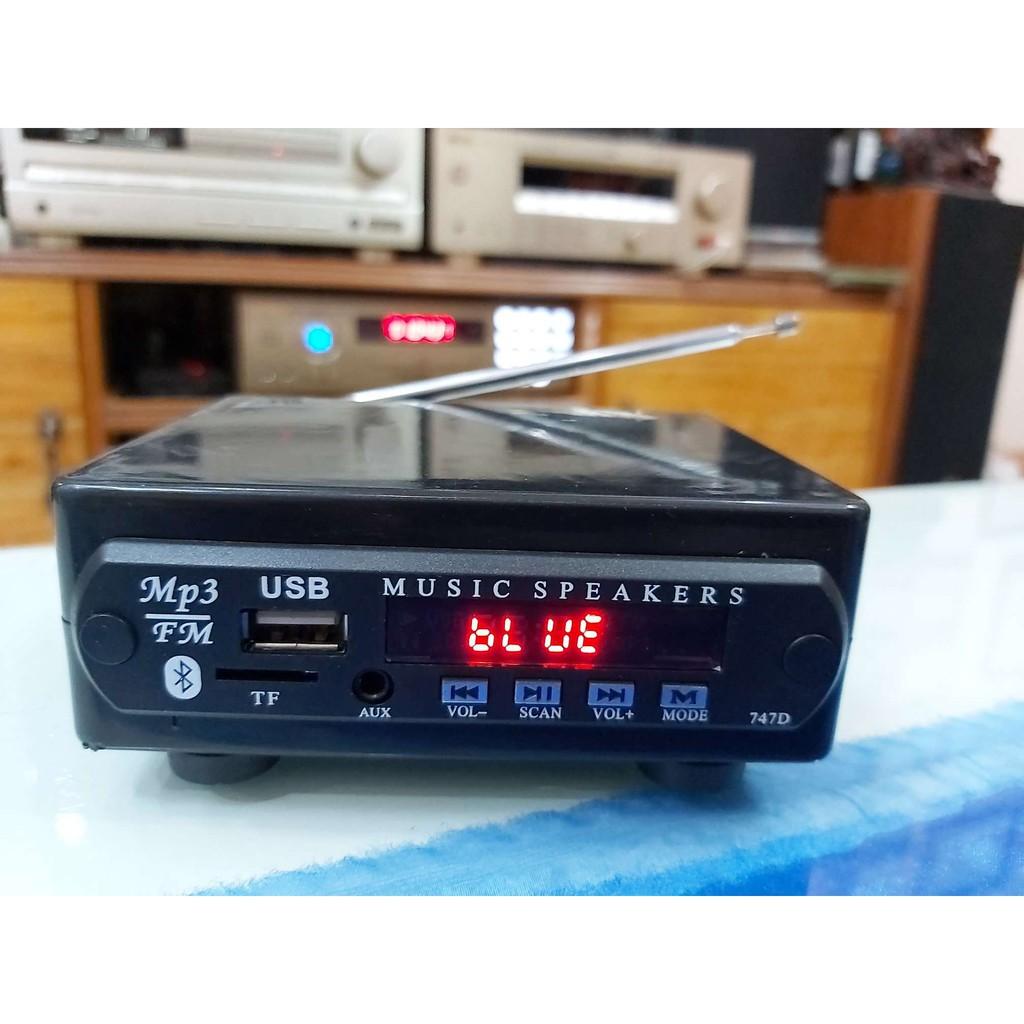 Mp3
FM
USB
MUSIC SPEAKERS
bLUE
TF
AUX
VOL-
SCAN
VOL+
M
MODE
747D